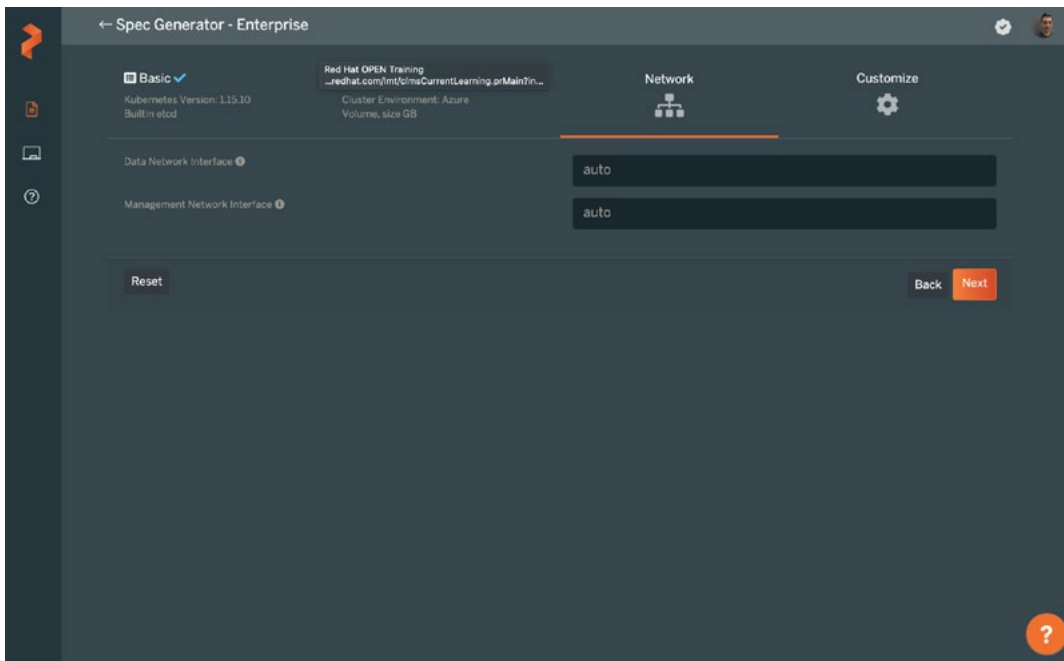 ← Spec Generator - Enterprise
Basic
Kubernetes Version: 1.15.10
Builtin etcd
Red Hat OPEN Training
...redhat.com/lmt/clmsCurrentLearning.prMain?in...
Cluster Environment: Azure
Volume, size GB
Network
Customize
Data Network Interface
auto
Management Network Interface
auto
Reset
Back
Next
?